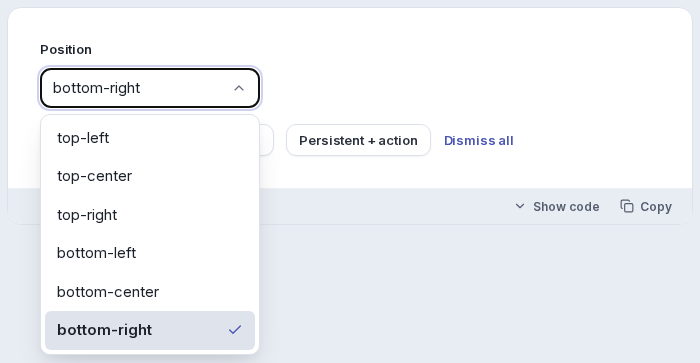 Position
bottom-right
Persistent + action
Dismiss all
top-left
top-center
top-right
Show code
Copy
bottom-left
bottom-center
bottom-right